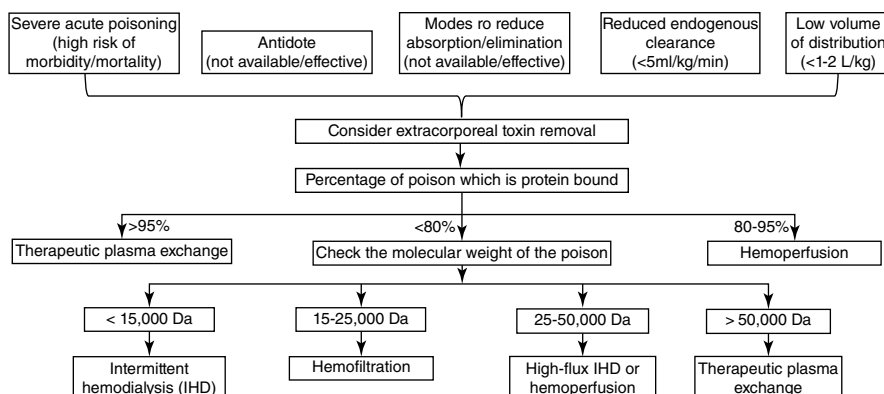 Severe acute poisoning
(high risk of
morbidity/mortality)
Antidote
(not available/effective)
Modes ro reduce
absorption/elimination
(not available/effective)
Reduced endogenous
clearance
(<5ml/kg/min)
Low volume
of distribution
(<1-2 L/kg)
Consider extracorporeal toxin removal
Percentage of poison which is protein bound
>95%
<80%
80-95%
Therapeutic plasma exchange
Check the molecular weight of the poison
Hemoperfusion
< 15,000 Da
15-25,000 Da
25-50,000 Da
> 50,000 Da
Intermittent
hemodialysis (IHD)
Hemofiltration
High-flux IHD or
hemoperfusion
Therapeutic plasma
exchange